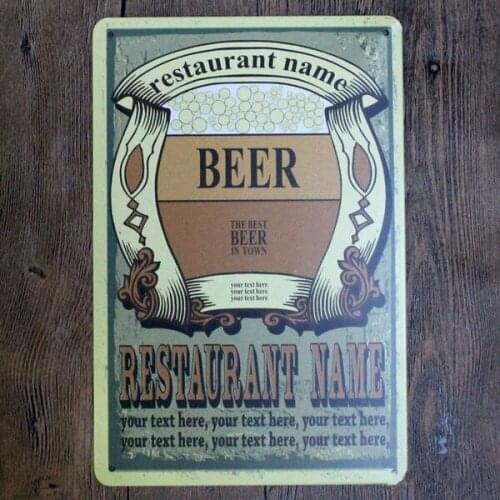 restaurant name
BEER
THE BEST
BEER
IN TOWN
your text here
your text here
your text here
RESTAURANT NAME
your text here, your text here, your text here,
your text here, your text here, your text here,